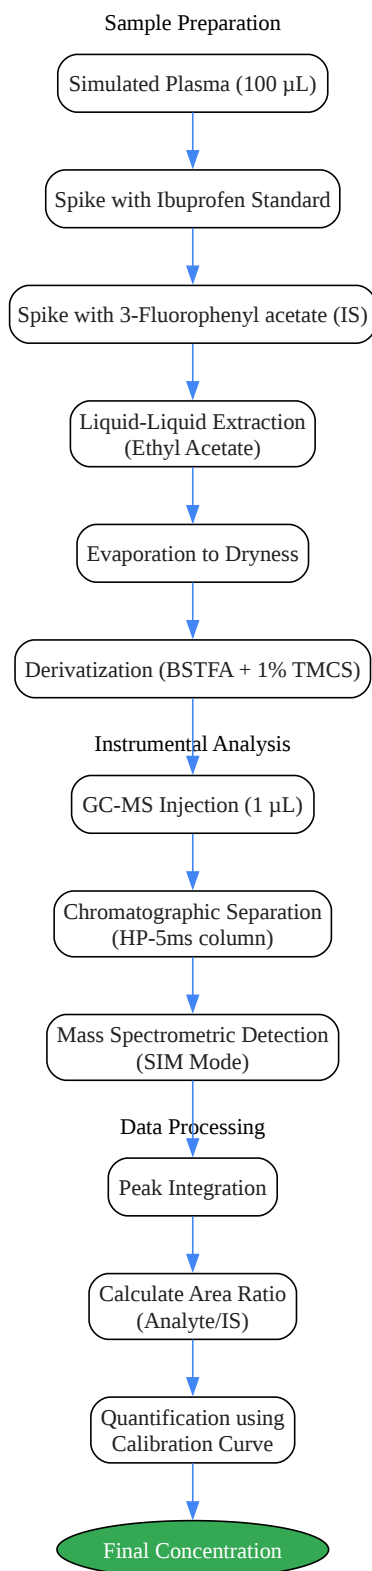 Sample Preparation
Simulated Plasma (100 µL)
Spike with Ibuprofen Standard
Spike with 3-Fluorophenyl acetate (IS)
Liquid-Liquid Extraction
(Ethyl Acetate)
Evaporation to Dryness
Derivatization (BSTFA + 1% TMCS)
Instrumental Analysis
GC-MS Injection (1 µL)
Chromatographic Separation
(HP-5ms column)
Mass Spectrometric Detection
(SIM Mode)
Data Processing
Peak Integration
Calculate Area Ratio
(Analyte/IS)
Quantification using
Calibration Curve
Final Concentration